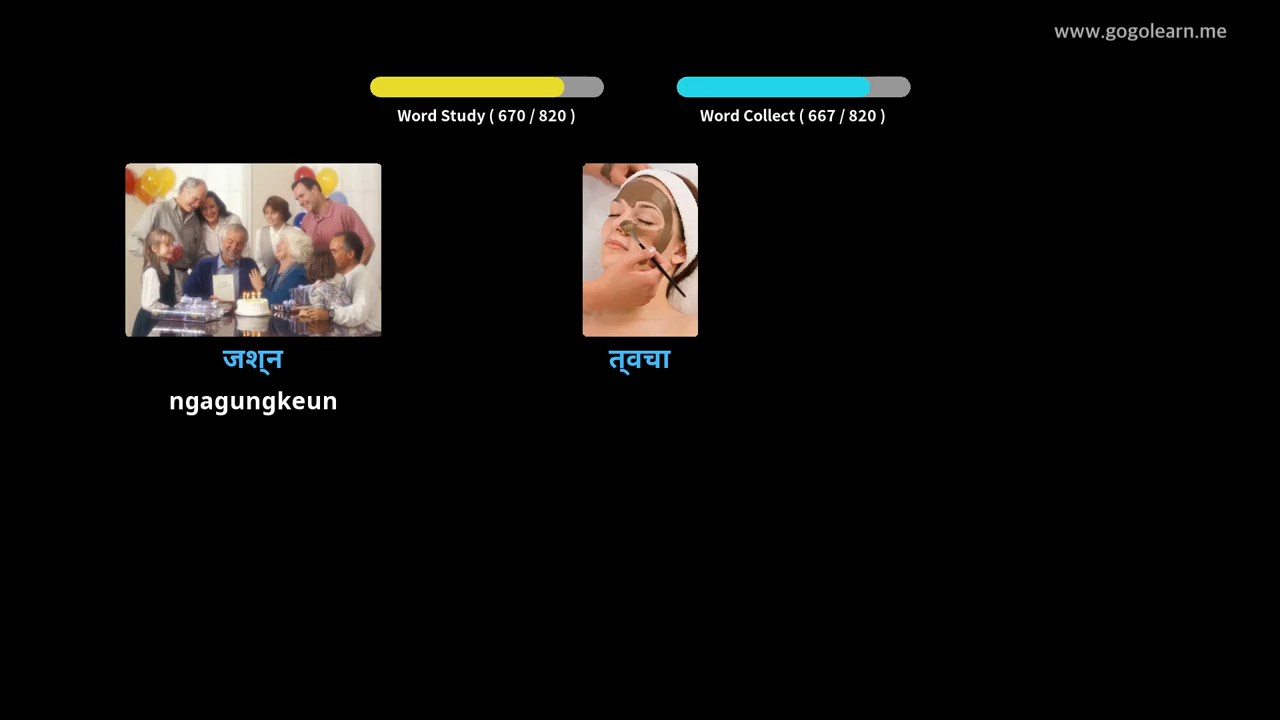 www.gogolearn.me
Word Study ( 670 / 820 )
Word Collect ( 667 / 820 )
जश्न
त्वचा
ngagungkeun